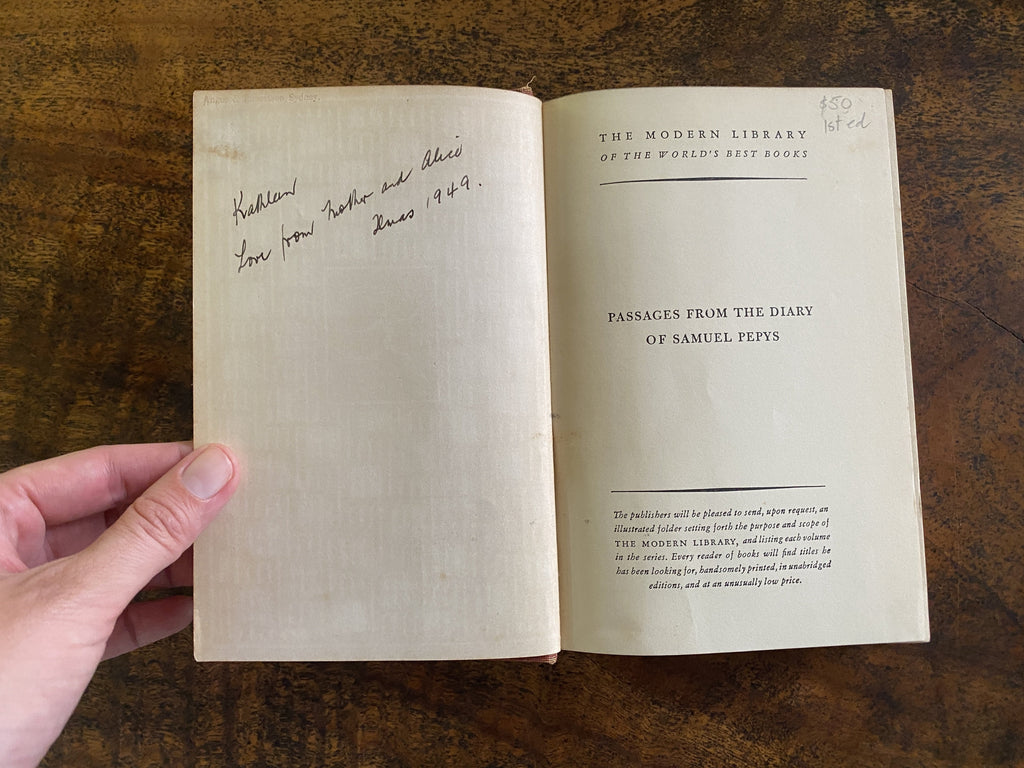 Angus & Robertson, Sydney.
Kathleen
Love from Mother and Alice
Xmas 1949.
$50
1st ed
THE MODERN LIBRARY
OF THE WORLD'S BEST BOOKS
PASSAGES FROM THE DIARY
OF SAMUEL PEPYS
The publishers will be pleased to send, upon request, an
illustrated folder setting forth the purpose and scope of
THE MODERN LIBRARY, and listing each volume
in the series. Every reader of books will find titles he
has been looking for, handsomely printed, in unabridged
editions, and at an unusually low price.